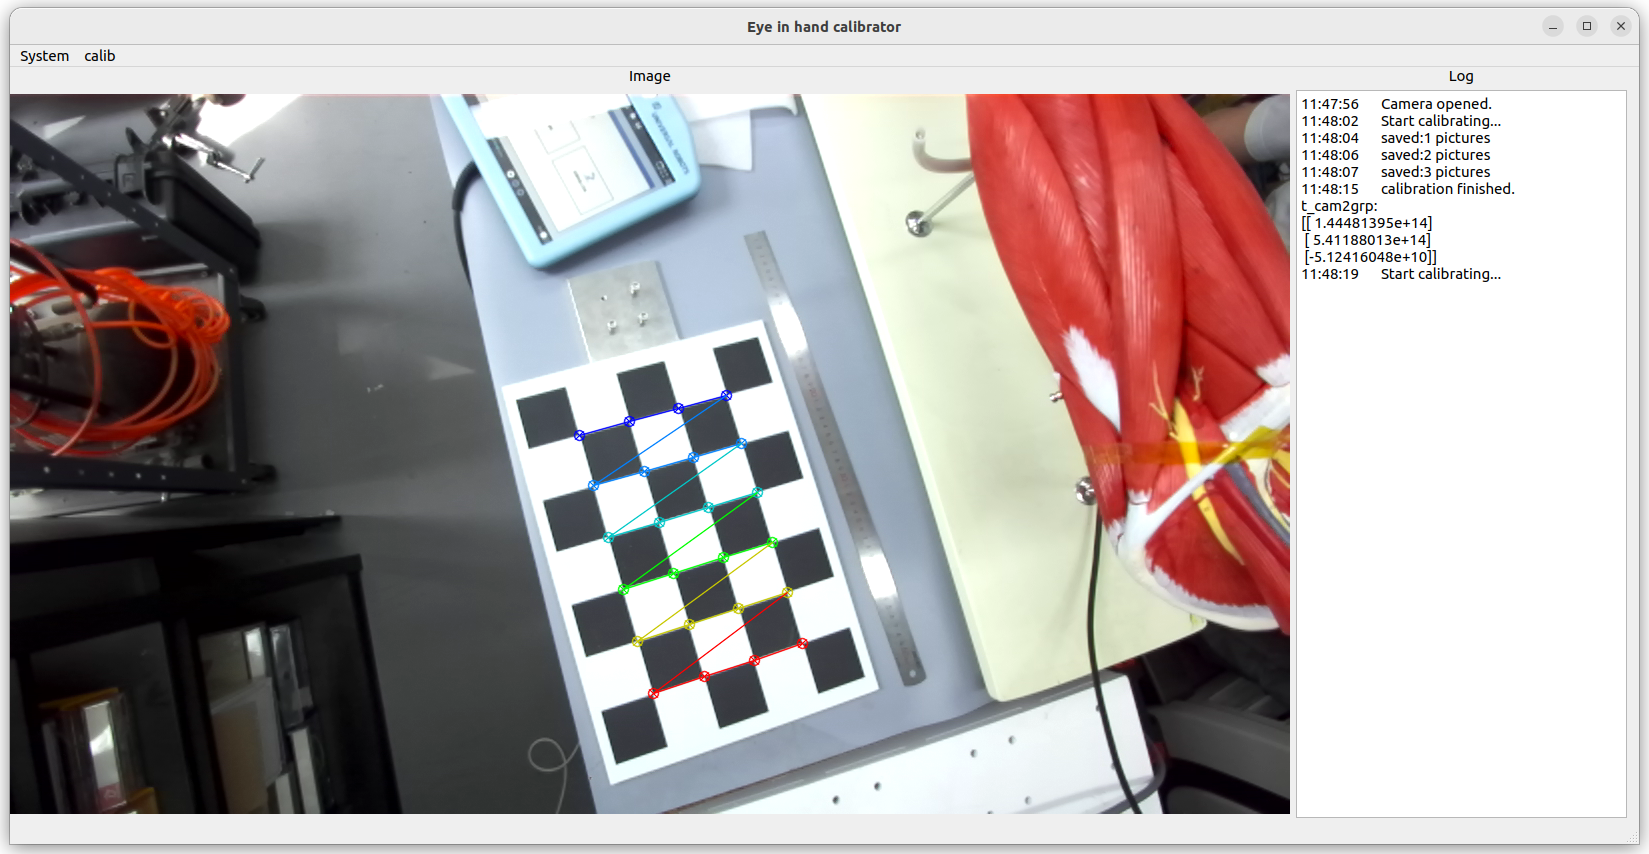 Eye in hand calibrator
System calib
Image
Log
11:47:56 Camera opened.
11:48:02 Start calibrating...
11:48:04 saved:1 pictures
11:48:06 saved:2 pictures
11:48:07 saved:3 pictures
11:48:15 calibration finished.
t_cam2grp:
[[ 1.44481395e+14]
[ 5.41188013e+14]
[-5.12416048e+10]]
11:48:19 Start calibrating...